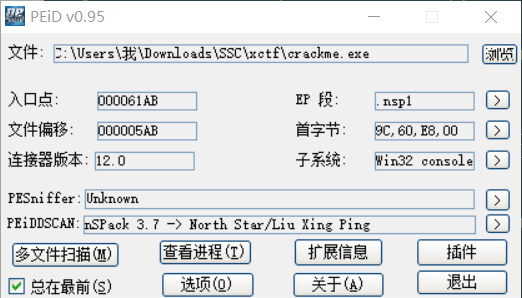 PEiD v0.95
文件: C:\Users\我\Downloads\SSC\xctf\crackme.exe 浏览
入口点: 000061AB EP 段: .nsp1 >
文件偏移: 000005AB 首字节: 9C,60,E8,00 >
连接器版本: 12.0 子系统: Win32 console >
PESniffer: Unknown >
PEiDDSCAN: nSPack 3.7 -> North Star/Liu Xing Ping >
多文件扫描(M) 查看进程(T) 扩展信息 插件
总在最前(S) 选项(O) 关于(A) 退出